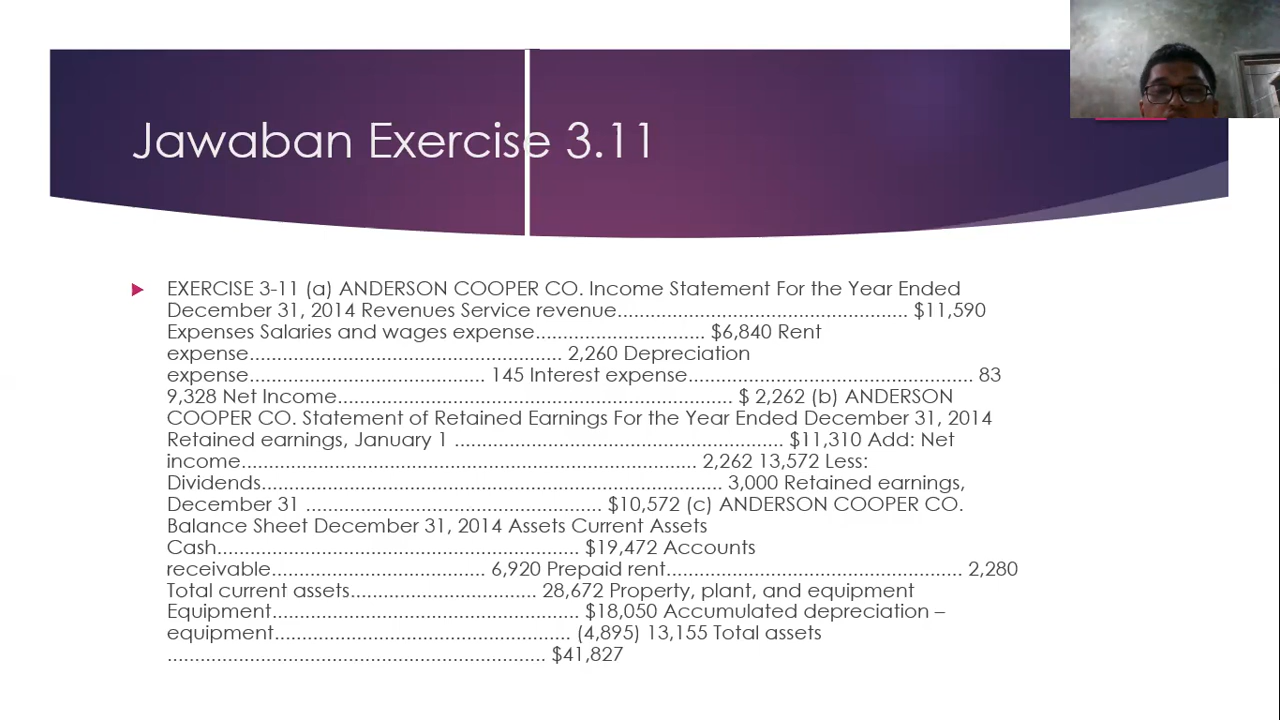 Jawaban Exercise 3.11
EXERCISE 3-11 (a) ANDERSON COOPER CO. Income Statement For the Year Ended
December 31, 2014 Revenues Service revenue.................................................... $11,590
Expenses Salaries and wages expense.............................. $6,840 Rent
expense........................................................ 2,260 Depreciation
expense.......................................... 145 Interest expense................................................... 83
9,328 Net Income....................................................................... $ 2,262 (b) ANDERSON
COOPER CO. Statement of Retained Earnings For the Year Ended December 31, 2014
Retained earnings, January 1 ........................................................... $11,310 Add: Net
income................................................................................. 2,262 13,572 Less:
Dividends.................................................................................. 3,000 Retained earnings,
December 31 ..................................................... $10,572 (c) ANDERSON COOPER CO.
Balance Sheet December 31, 2014 Assets Current Assets
Cash................................................................. $19,472 Accounts
receivable...................................... 6,920 Prepaid rent..................................................... 2,280
Total current assets................................. 28,672 Property, plant, and equipment
Equipment....................................................... $18,050 Accumulated depreciation –
equipment..................................................... (4,895) 13,155 Total assets
.................................................................... $41,827